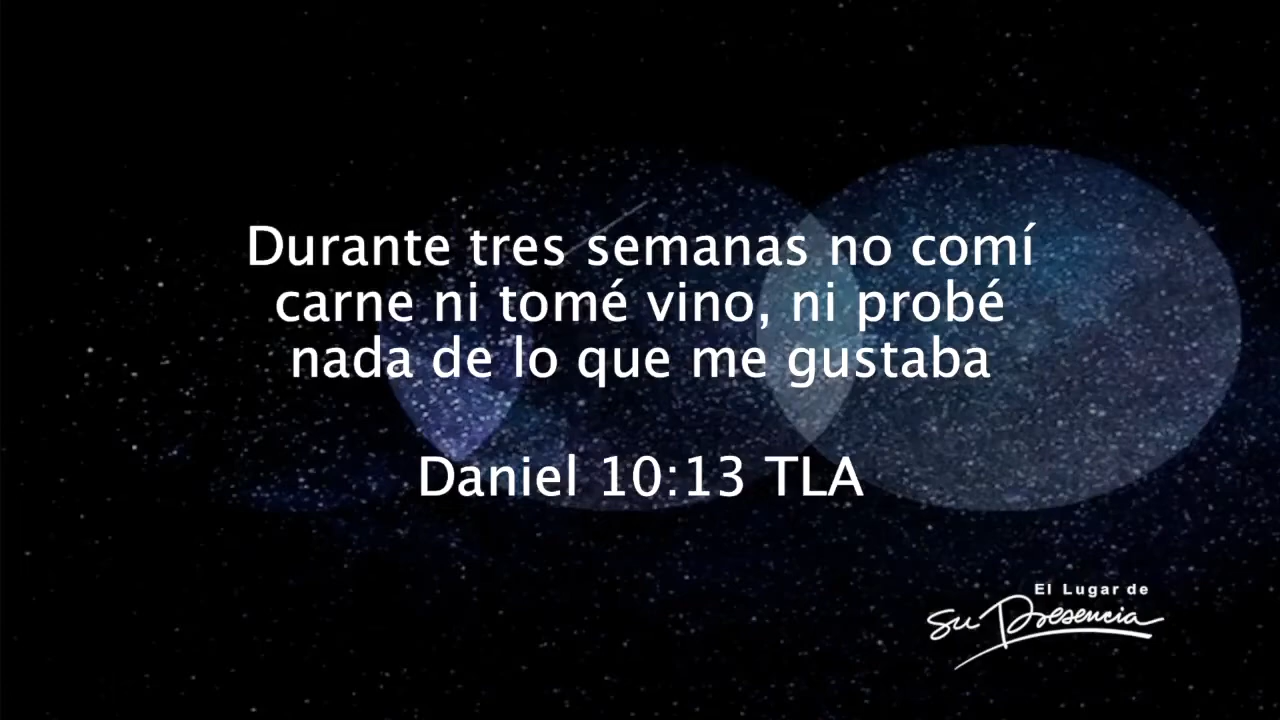 Durante tres semanas no comí
carne ni tomé vino, ni probé
nada de lo que me gustaba
Daniel 10:13 TLA
El Lugar de
Su Presencia